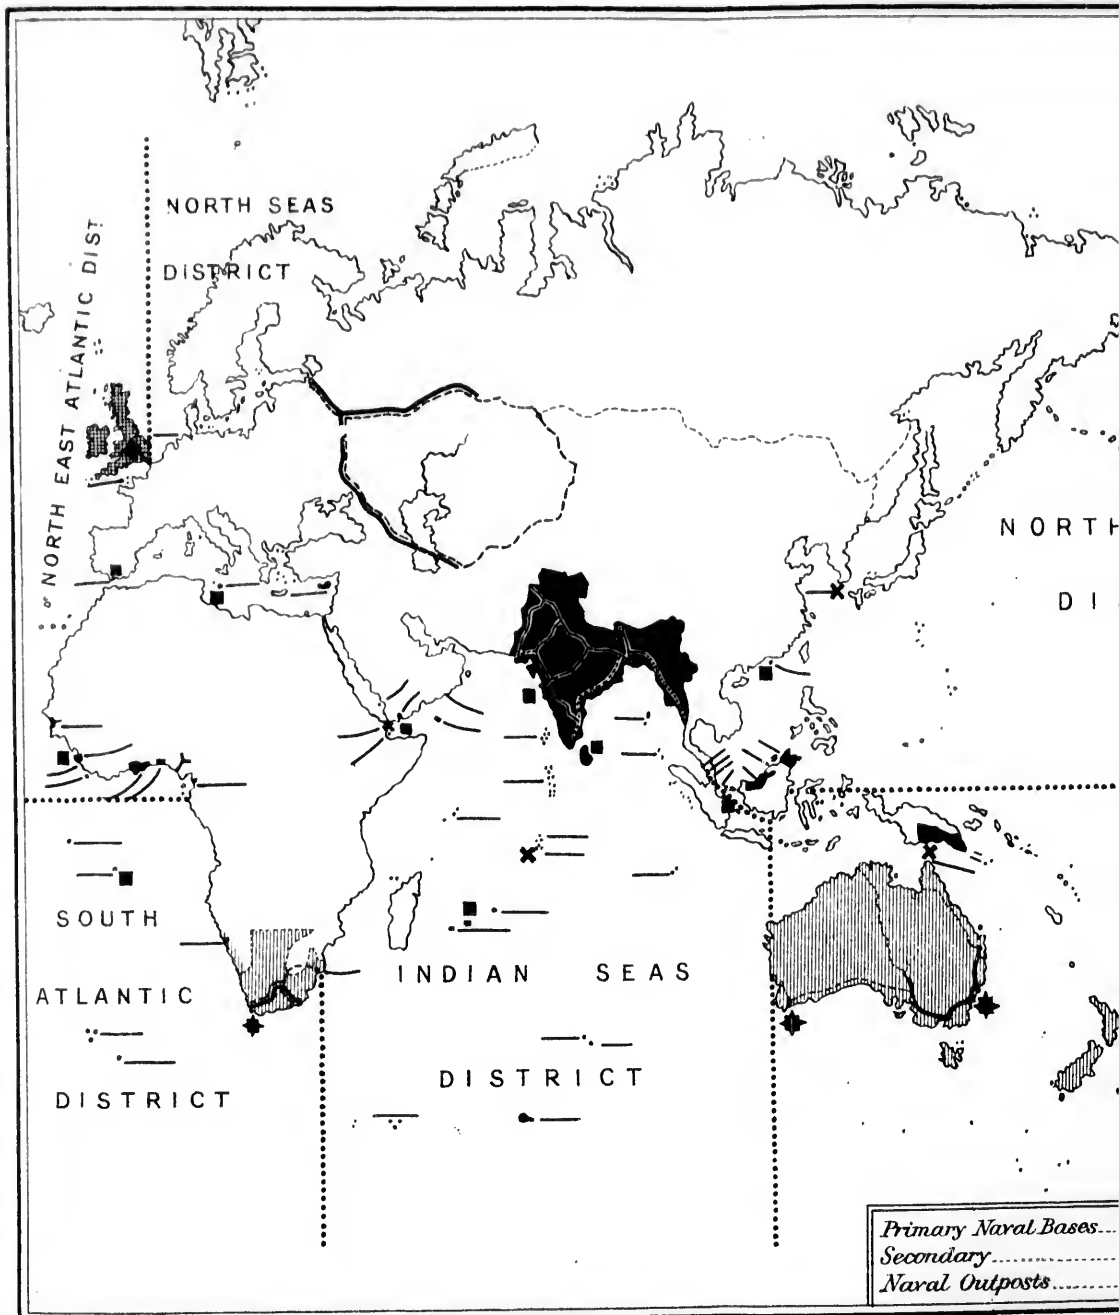 NORTH SEAS
DISTRICT
NORTH EAST ATLANTIC DIST
NORTH
SOUTH
ATLANTIC
DISTRICT
INDIAN SEAS
DISTRICT
Primary Naval Bases
Secondary
Naval Outposts